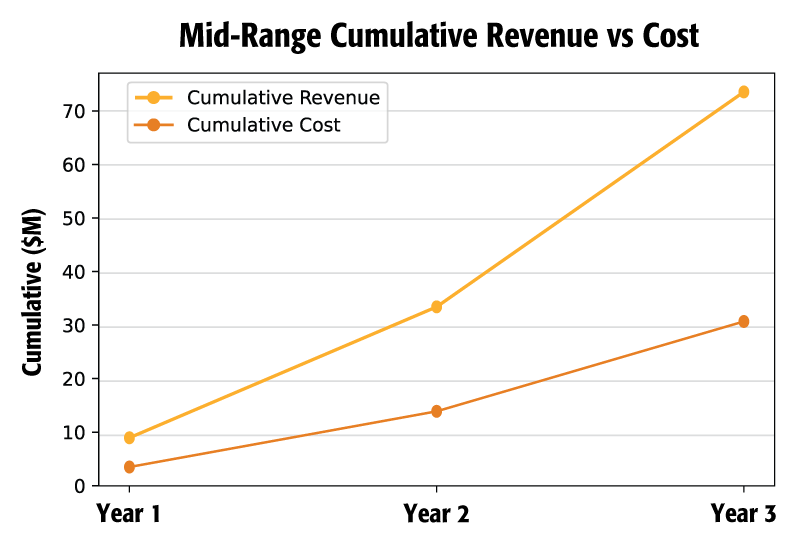 Mid-Range Cumulative Revenue vs Cost
Cumulative Revenue
Cumulative Cost
Cumulative ($M)
70
60
50
40
30
20
10
0
Year 1
Year 2
Year 3